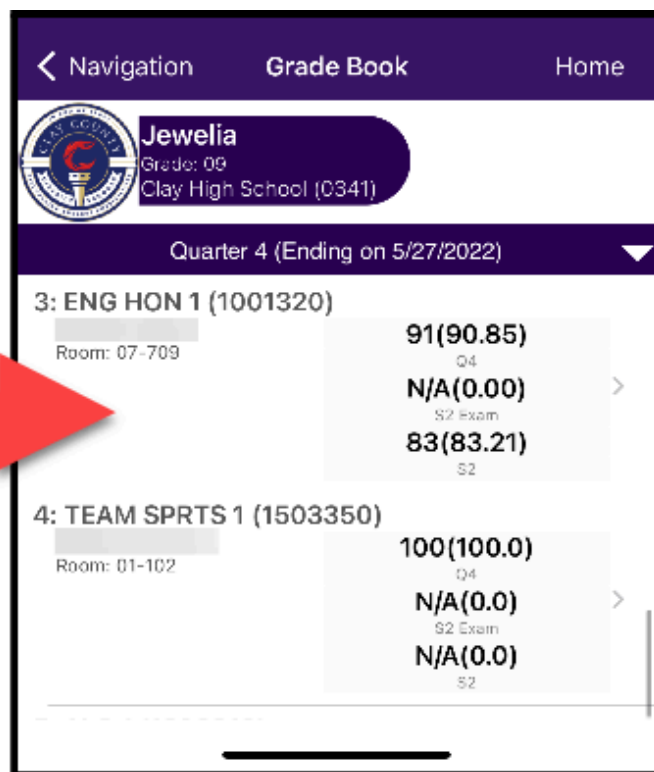 Navigation Grade Book Home
CLAY COUNTY
Jewelia
Grade: 09
Clay High School (0341)
Quarter 4 (Ending on 5/27/2022)
3: ENG HON 1 (1001320)
Room: 07-709
91(90.85)
Q4
N/A(0.00)
S2 Exam
83(83.21)
S2
4: TEAM SPRTS 1 (1503350)
Room: 01-102
100(100.0)
Q4
N/A(0.0)
S2 Exam
N/A(0.0)
S2